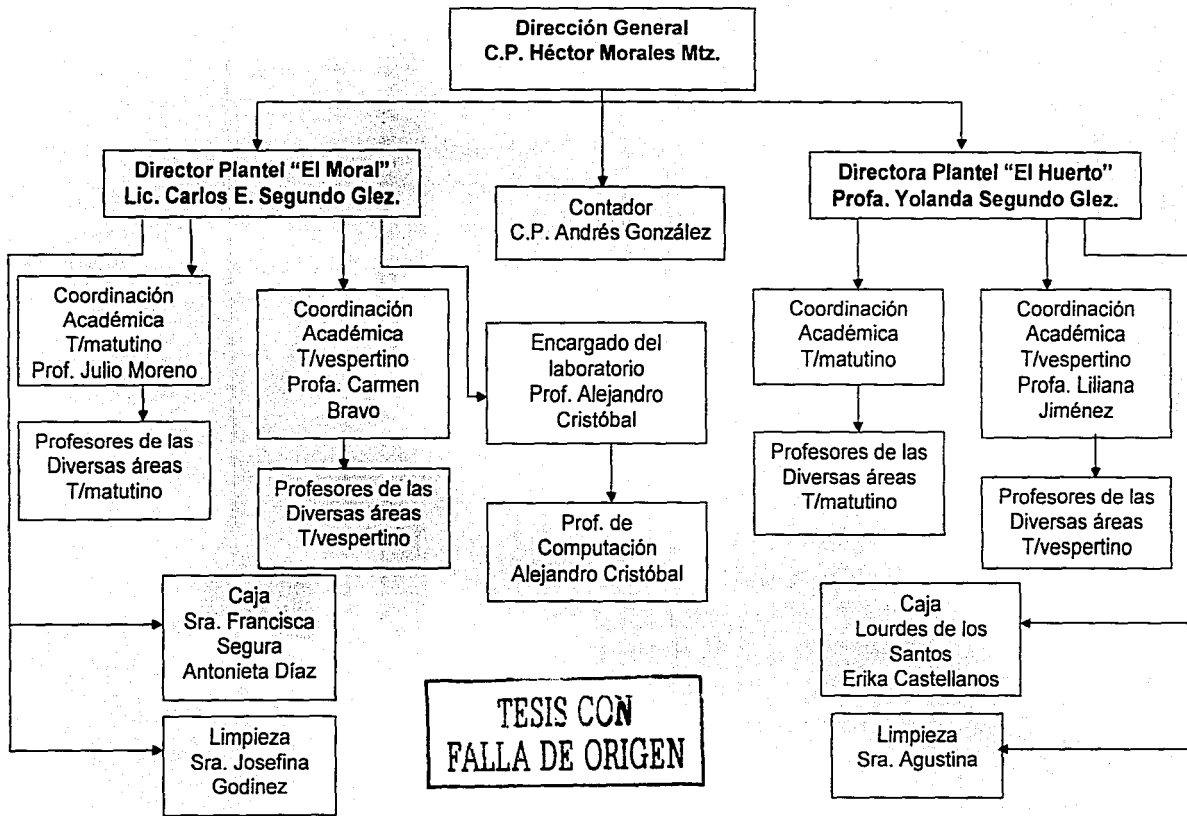 Dirección General
C.P. Héctor Morales Mtz.
Director Plantel "El Moral"
Lic. Carlos E. Segundo Glez.
Contador
C.P. Andrés González
Directora Plantel "El Huerto"
Profa. Yolanda Segundo Glez.
Coordinación
Académica
T/matutino
Prof. Julio Moreno
Coordinación
Académica
T/vespertino
Profa. Carmen
Bravo
Encargado del
laboratorio
Prof. Alejandro
Cristóbal
Coordinación
Académica
T/matutino
Coordinación
Académica
T/vespertino
Profa. Liliana
Jiménez
Profesores de las
Diversas áreas
T/matutino
Profesores de las
Diversas áreas
T/vespertino
Prof. de
Computación
Alejandro Cristóbal
Profesores de las
Diversas áreas
T/matutino
Profesores de las
Diversas áreas
T/vespertino
Caja
Sra. Francisca
Segura
Antonieta Díaz
Caja
Lourdes de los
Santos
Erika Castellanos
Limpieza
Sra. Josefina
Godinez
TESIS CON
FALLA DE ORIGEN
Limpieza
Sra. Agustina